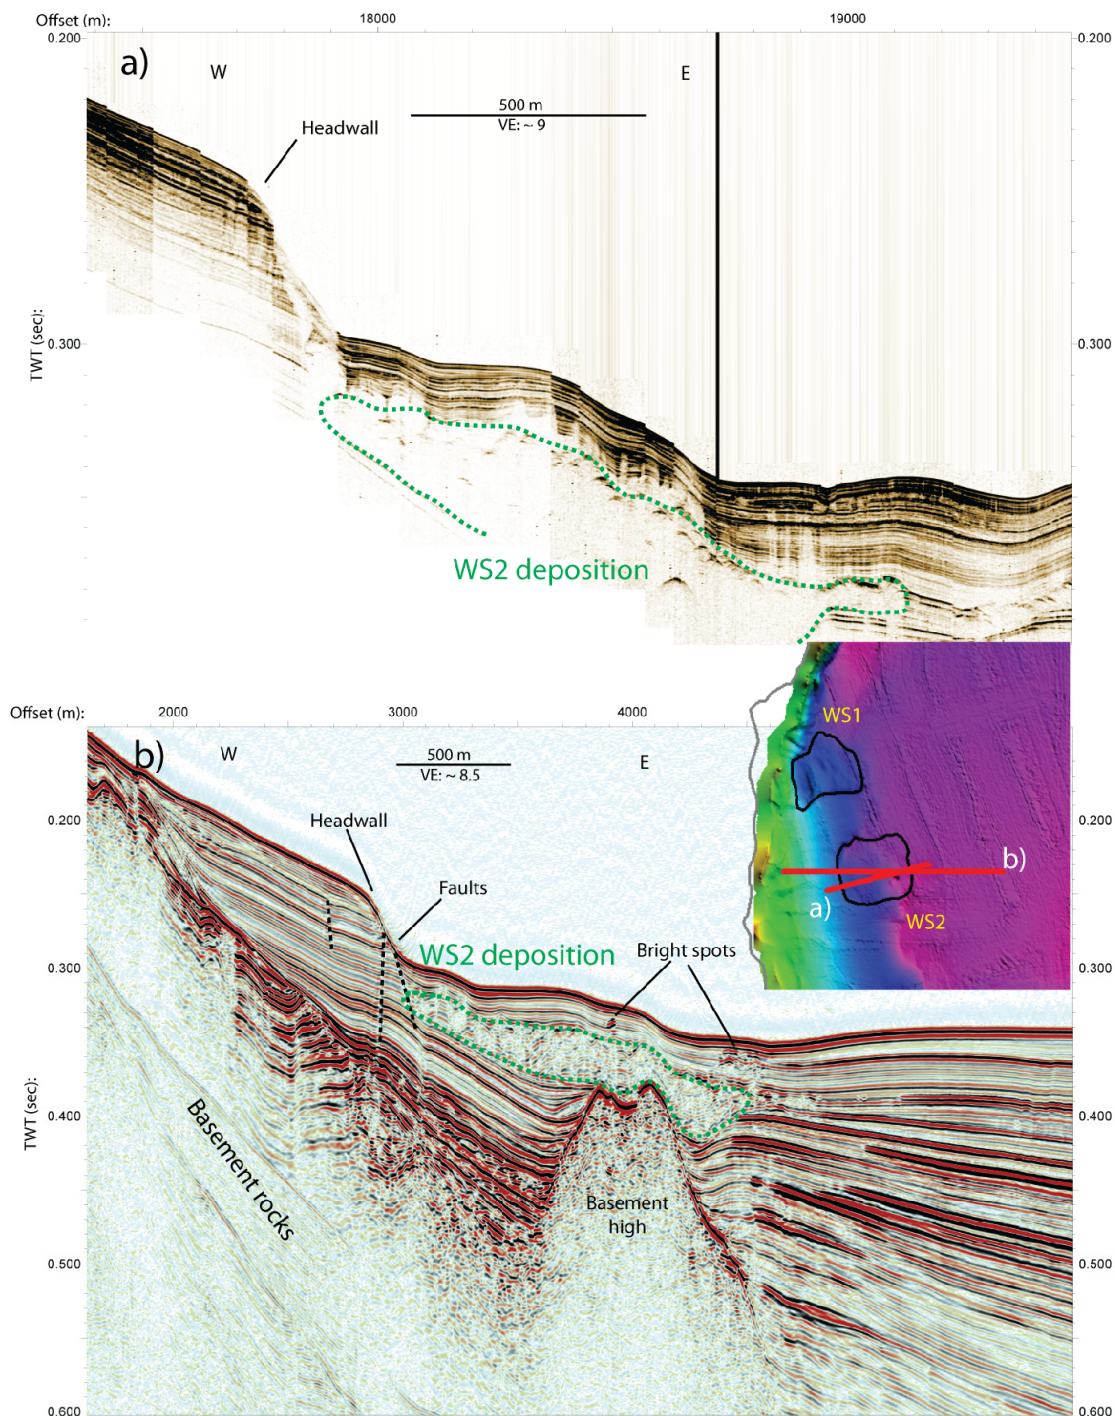 Offset (m): 18000 19000
0.200 0.200
a)
W E
500 m
VE: ~ 9
Headwall
TWT (sec):
0.300 0.300
WS2 deposition
WS1
b)
a)
WS2
Offset (m): 2000 3000 4000
b)
W E
500 m
VE: ~ 8.5
0.200 0.200
Headwall
Faults
WS2 deposition
Bright spots
0.300 0.300
TWT (sec):
0.400 0.400
Basement rocks
Basement
high
0.500 0.500
0.600 0.600